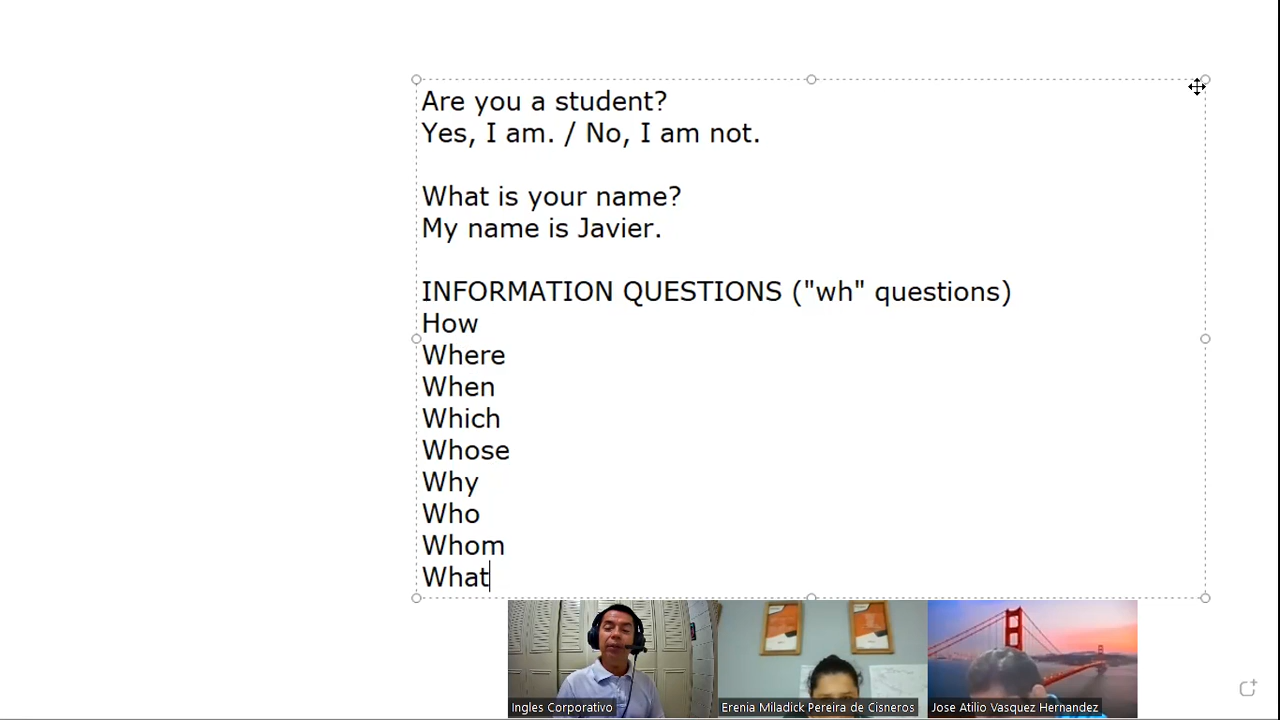 Are you a student?
Yes, I am. / No, I am not.
What is your name?
My name is Javier.
INFORMATION QUESTIONS ("wh" questions)
How
Where
When
Which
Whose
Why
Who
Whom
What
Ingles Corporativo
Erenia Miladick Pereira de Cisneros
Jose Atilio Vasquez Hernandez